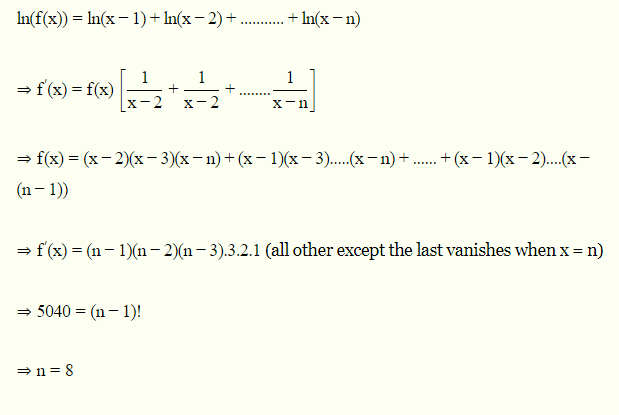 ln(f(x)) = ln(x − 1) + ln(x − 2) + ........... + ln(x − n)
⇒ f'(x) = f(x) [ 1/(x − 2) + 1/(x − 2) + ........ 1/(x − n) ]
⇒ f(x) = (x − 2)(x − 3)(x − n) + (x − 1)(x − 3).....(x − n) + ...... + (x − 1)(x − 2)....(x −
(n − 1))
⇒ f'(x) = (n − 1)(n − 2)(n − 3).3.2.1 (all other except the last vanishes when x = n)
⇒ 5040 = (n − 1)!
⇒ n = 8